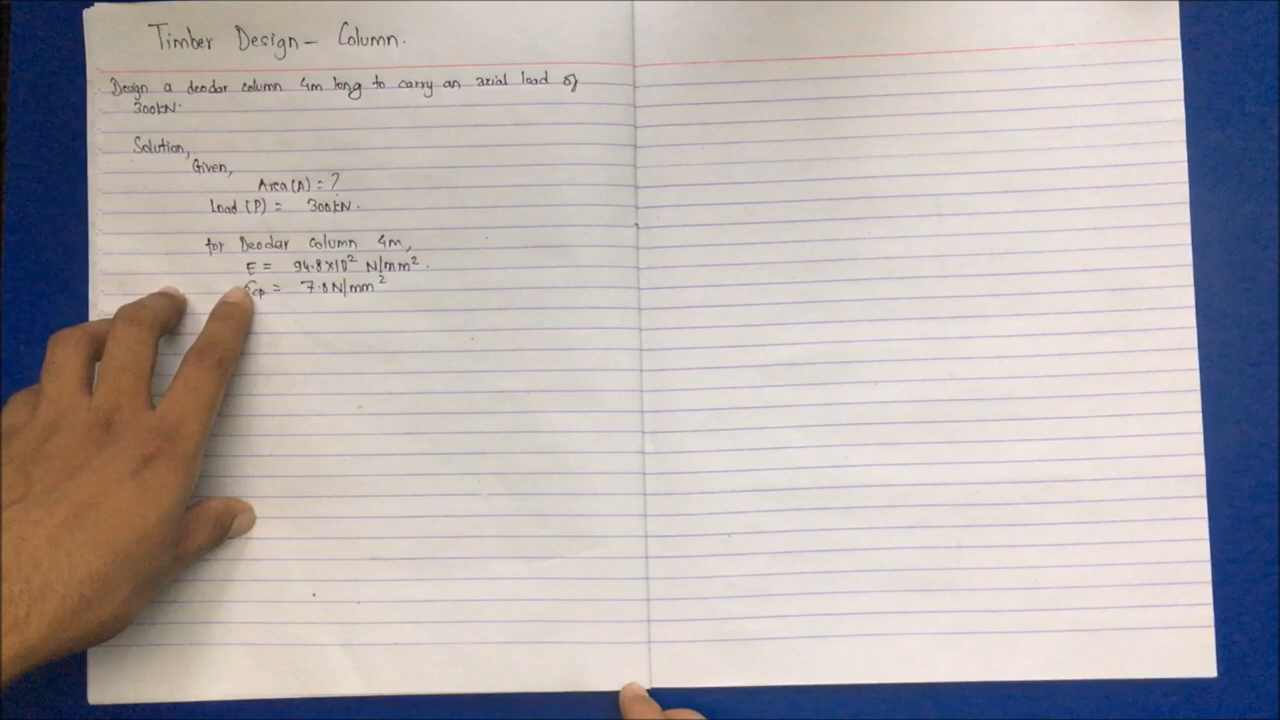 Timber Design - Column.
Design a deodar column 4m long to carry an axial load of
300kN.
Solution,
Given,
Area (A) = ?
Load (P) = 300kN.
for Deodar column 4m,
E = 94.8×10² N/mm².
= 7.8 N/mm²